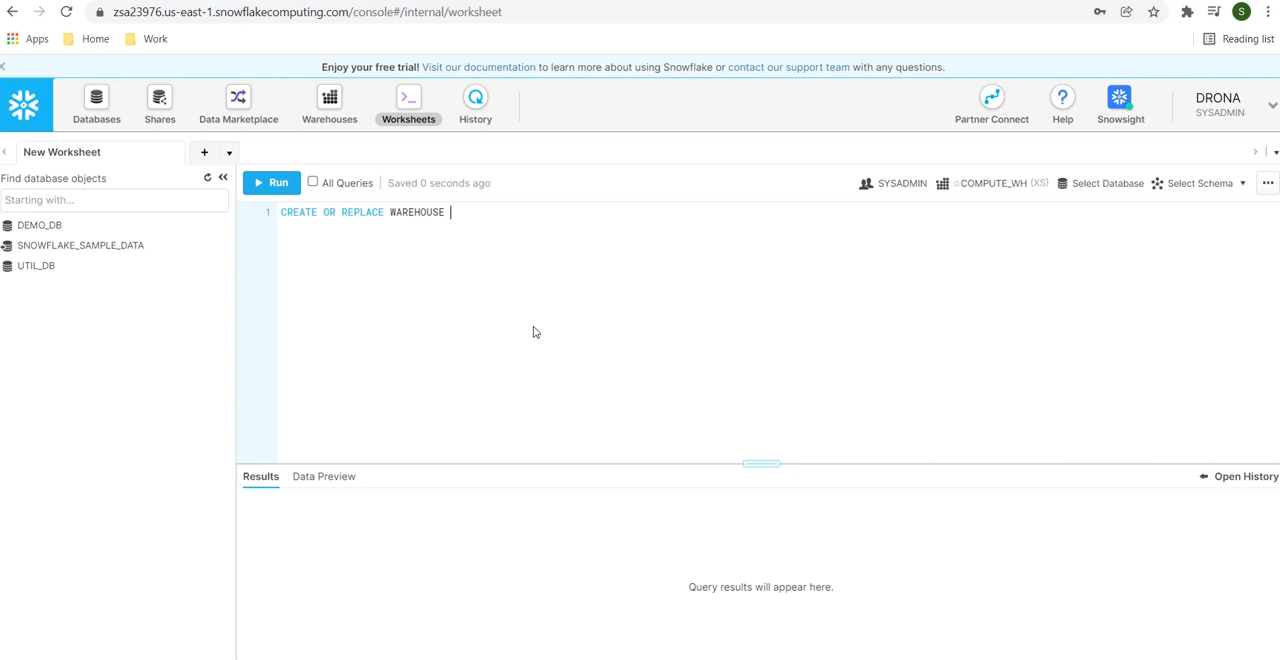 zsa23976.us-east-1.snowflakecomputing.com/console#/internal/worksheet
S
Apps Home Work Reading list
Enjoy your free trial! Visit our documentation to learn more about using Snowflake or contact our support team with any questions.
Databases Shares Data Marketplace Warehouses Worksheets History Partner Connect Help Snowsight
DRONA
SYSADMIN
New Worksheet
Find database objects
Starting with...
DEMO_DB
SNOWFLAKE_SAMPLE_DATA
UTIL_DB
Run All Queries Saved 0 seconds ago SYSADMIN COMPUTE_WH (XS) Select Database Select Schema
1 CREATE OR REPLACE WAREHOUSE
Results Data Preview Open History
Query results will appear here.